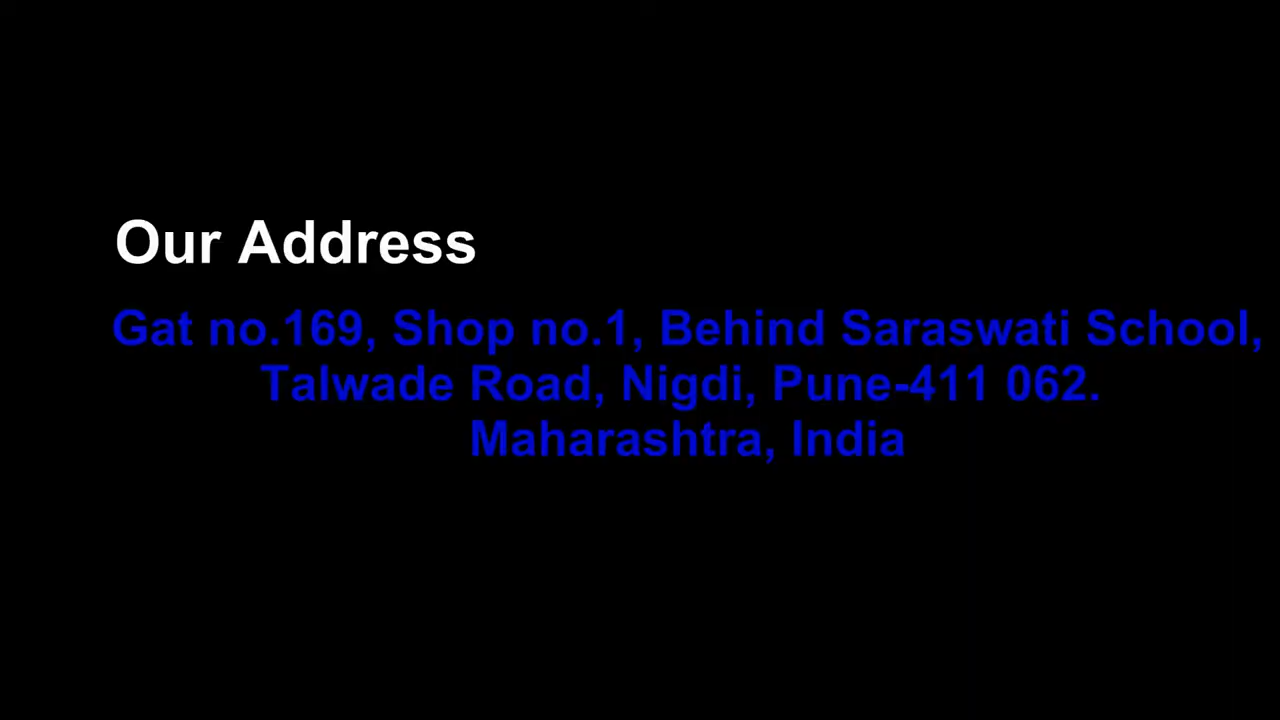 Our Address
Gat no.169, Shop no.1, Behind Saraswati School,
Talwade Road, Nigdi, Pune-411 062.
Maharashtra, India